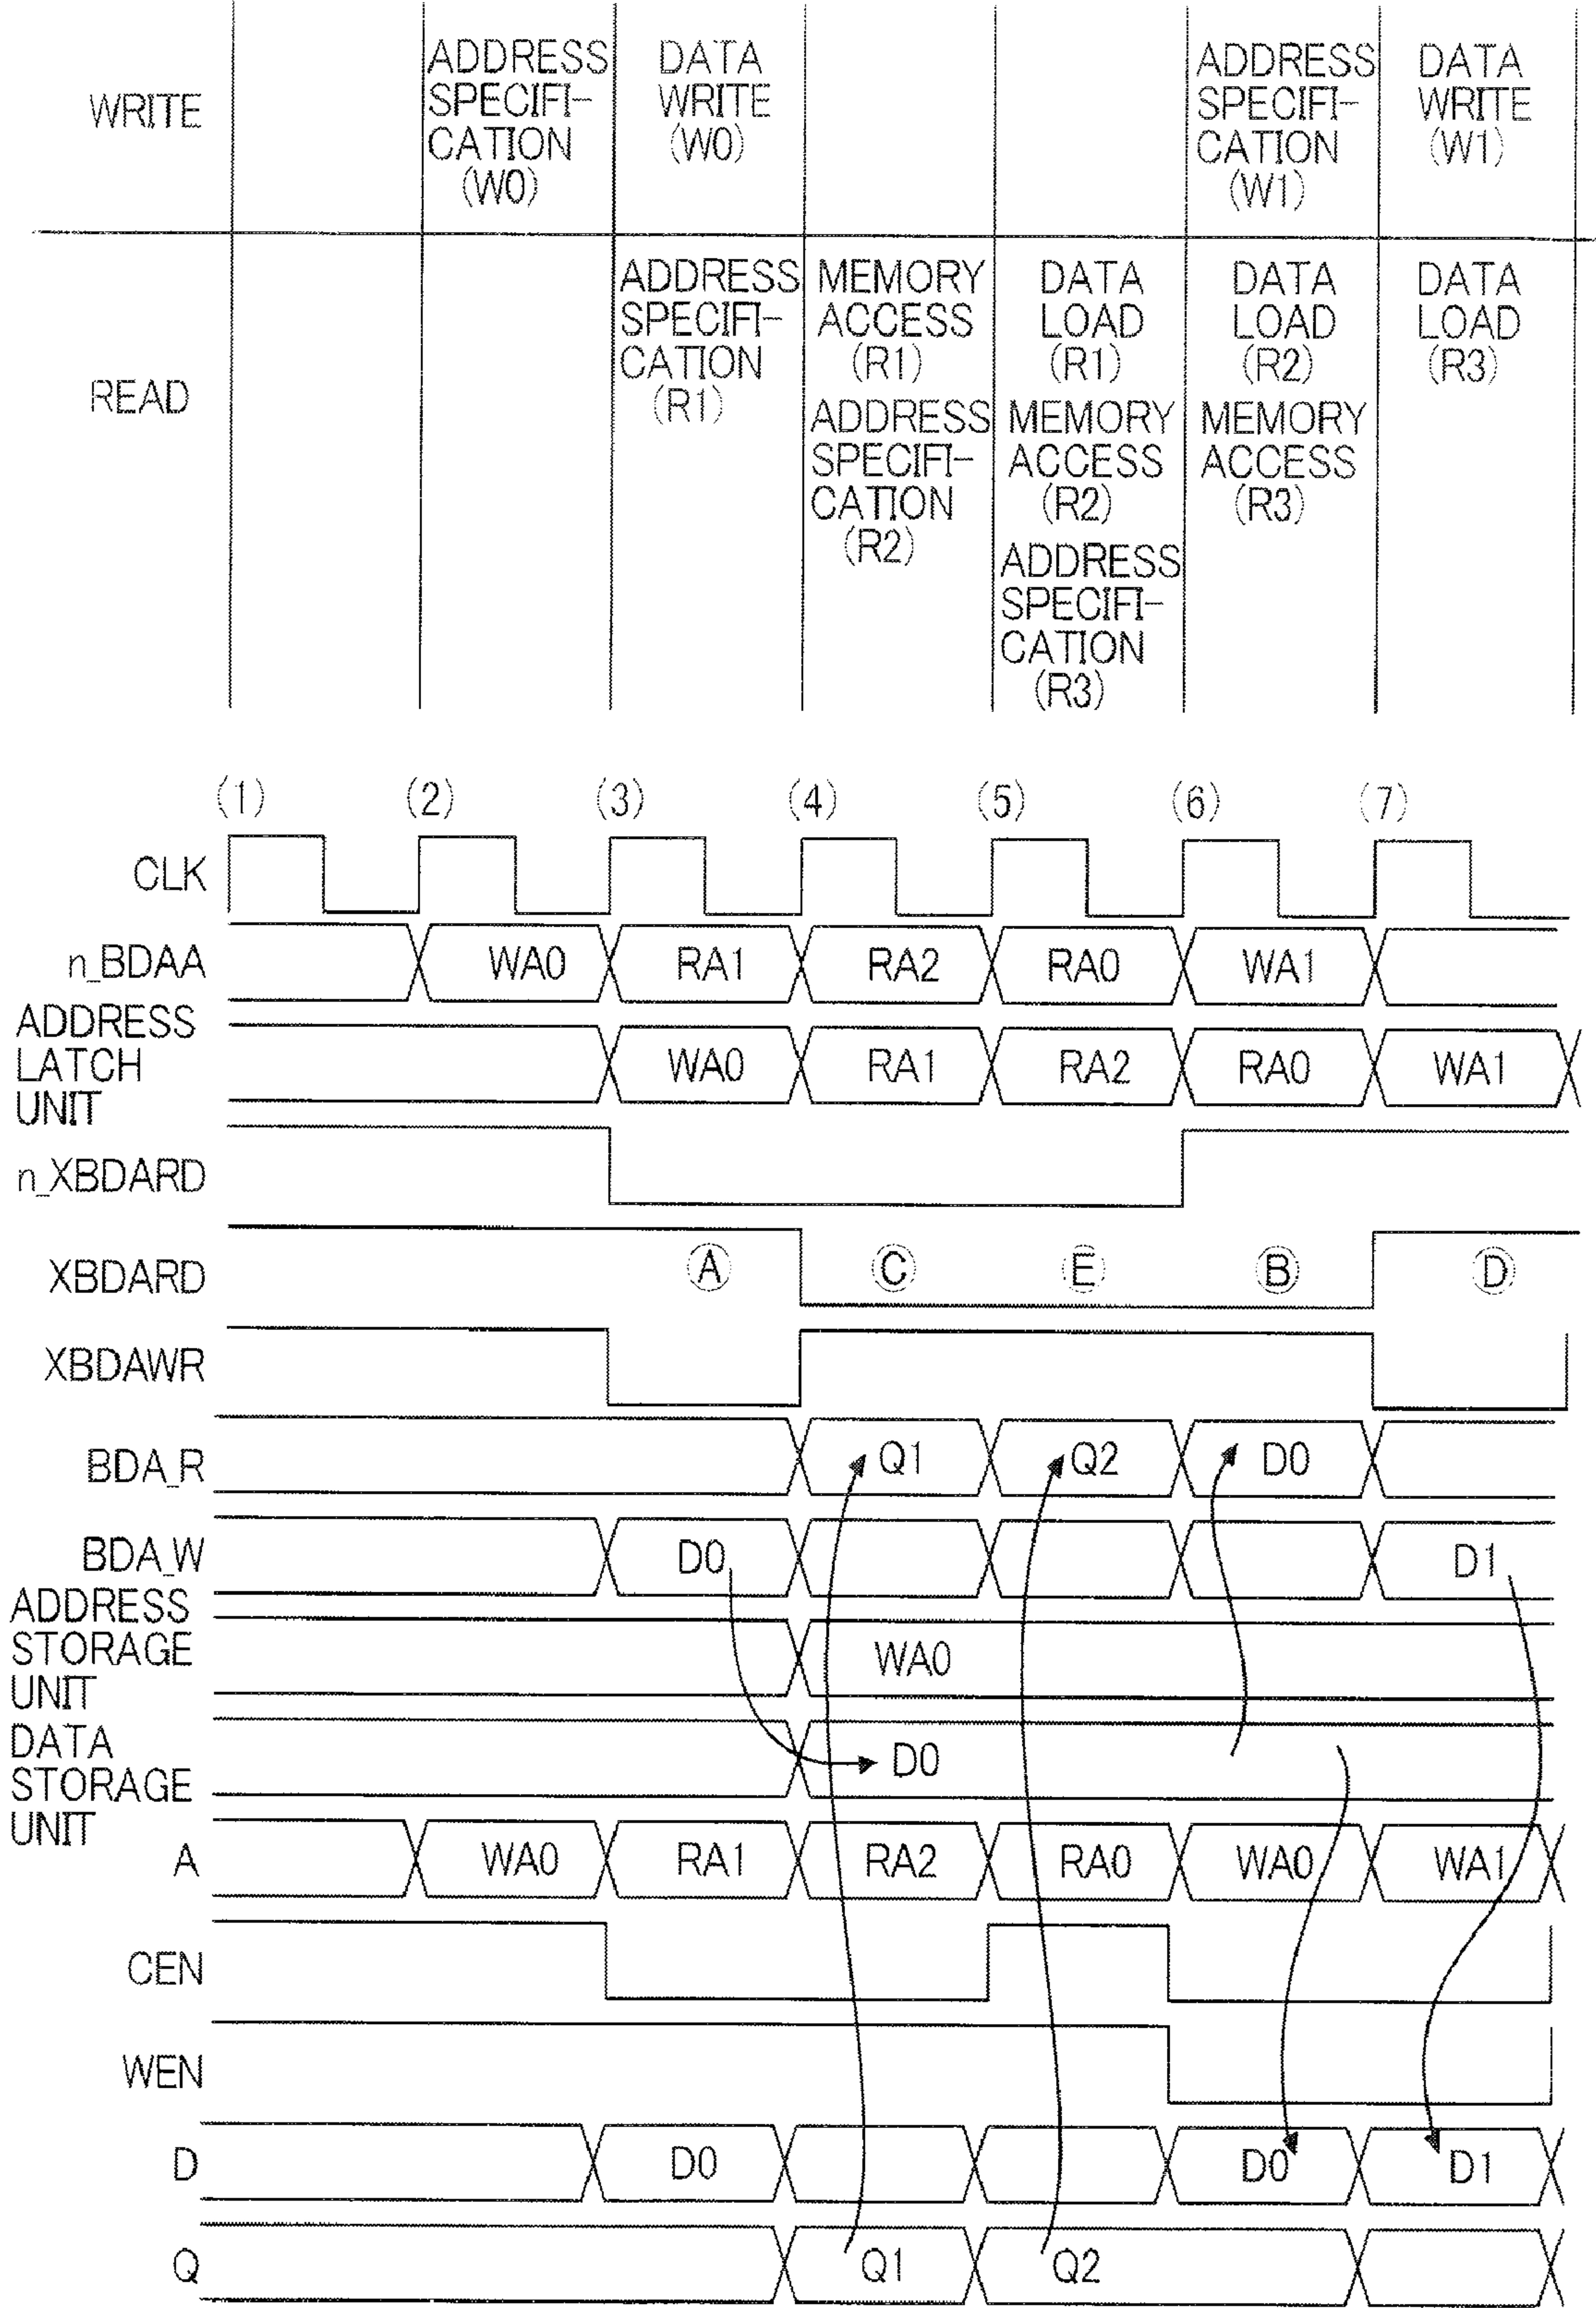 WRITE
ADDRESS
SPECIFI-
CATION
(W0)
DATA
WRITE
(W0)
ADDRESS
SPECIFI-
CATION
(W1)
DATA
WRITE
(W1)
READ
ADDRESS
SPECIFI-
CATION
(R1)
MEMORY
ACCESS
(R1)
ADDRESS
SPECIFI-
CATION
(R2)
DATA
LOAD
(R1)
MEMORY
ACCESS
(R2)
ADDRESS
SPECIFI-
CATION
(R3)
DATA
LOAD
(R2)
MEMORY
ACCESS
(R3)
DATA
LOAD
(R3)
(1) (2) (3) (4) (5) (6) (7)
CLK
n_BDAA WA0 RA1 RA2 RA0 WA1
ADDRESS
LATCH
UNIT
WA0 RA1 RA2 RA0 WA1
n_XBDARD
XBDARD Ⓐ Ⓒ Ⓔ Ⓑ Ⓓ
XBDAWR
BDA_R Q1 Q2 D0
BDA_W D0 D1
ADDRESS
STORAGE
UNIT
WA0
DATA
STORAGE
UNIT
D0
A WA0 RA1 RA2 RA0 WA0 WA1
CEN
WEN
D D0 D0 D1
Q Q1 Q2